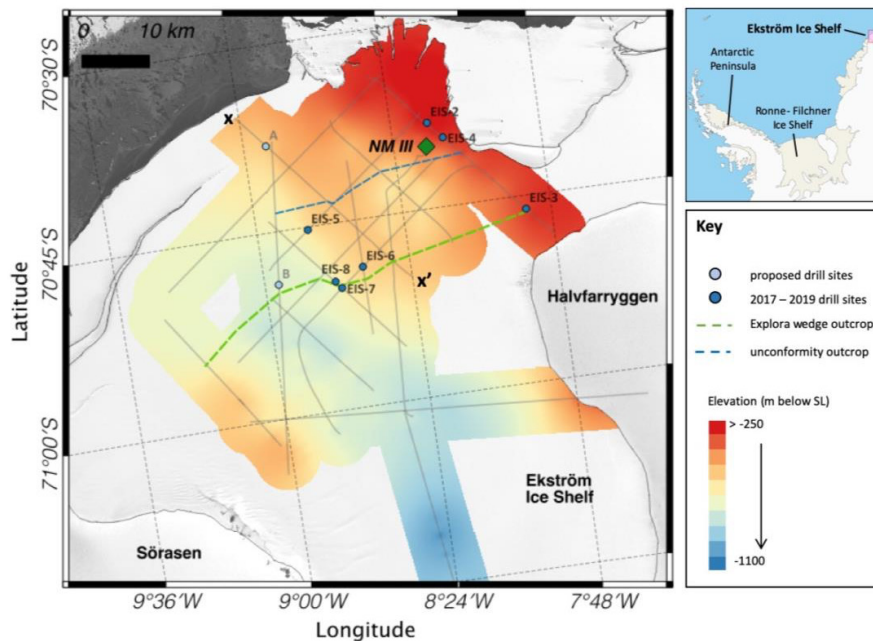 0 10 km
70°30'S
70°45'S
71°00'S
Latitude
x
A
EIS-2
EIS-4
NM III
EIS-3
EIS-5
EIS-6
x'
B
EIS-8
EIS-7
Halfvarryggen
Ekström
Ice Shelf
Sörasen
9°36'W
9°00'W
8°24'W
7°48'W
Longitude
Ekström Ice Shelf
Antarctic
Peninsula
Ronne- Filchner
Ice Shelf
Key
proposed drill sites
2017 – 2019 drill sites
Explora wedge outcrop
unconformity outcrop
Elevation (m below SL)
> -250
-1100